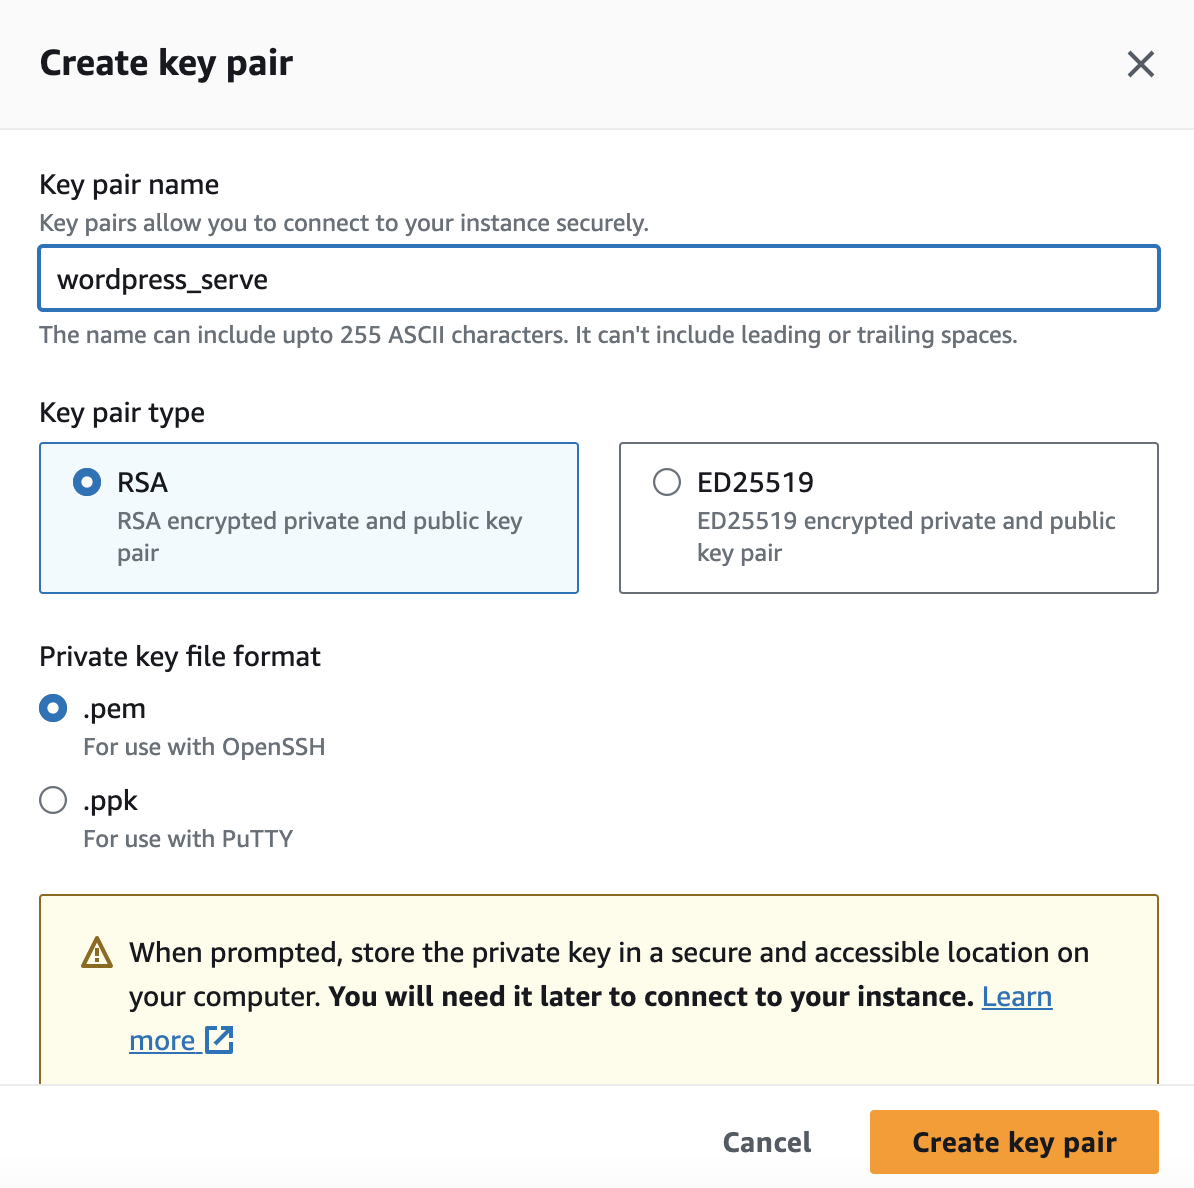 Create key pair
Key pair name
Key pairs allow you to connect to your instance securely.
wordpress_serve
The name can include upto 255 ASCII characters. It can't include leading or trailing spaces.
Key pair type
RSA
RSA encrypted private and public key
pair
ED25519
ED25519 encrypted private and public
key pair
Private key file format
.pem
For use with OpenSSH
.ppk
For use with PuTTY
When prompted, store the private key in a secure and accessible location on
your computer. You will need it later to connect to your instance. Learn
more
Cancel
Create key pair